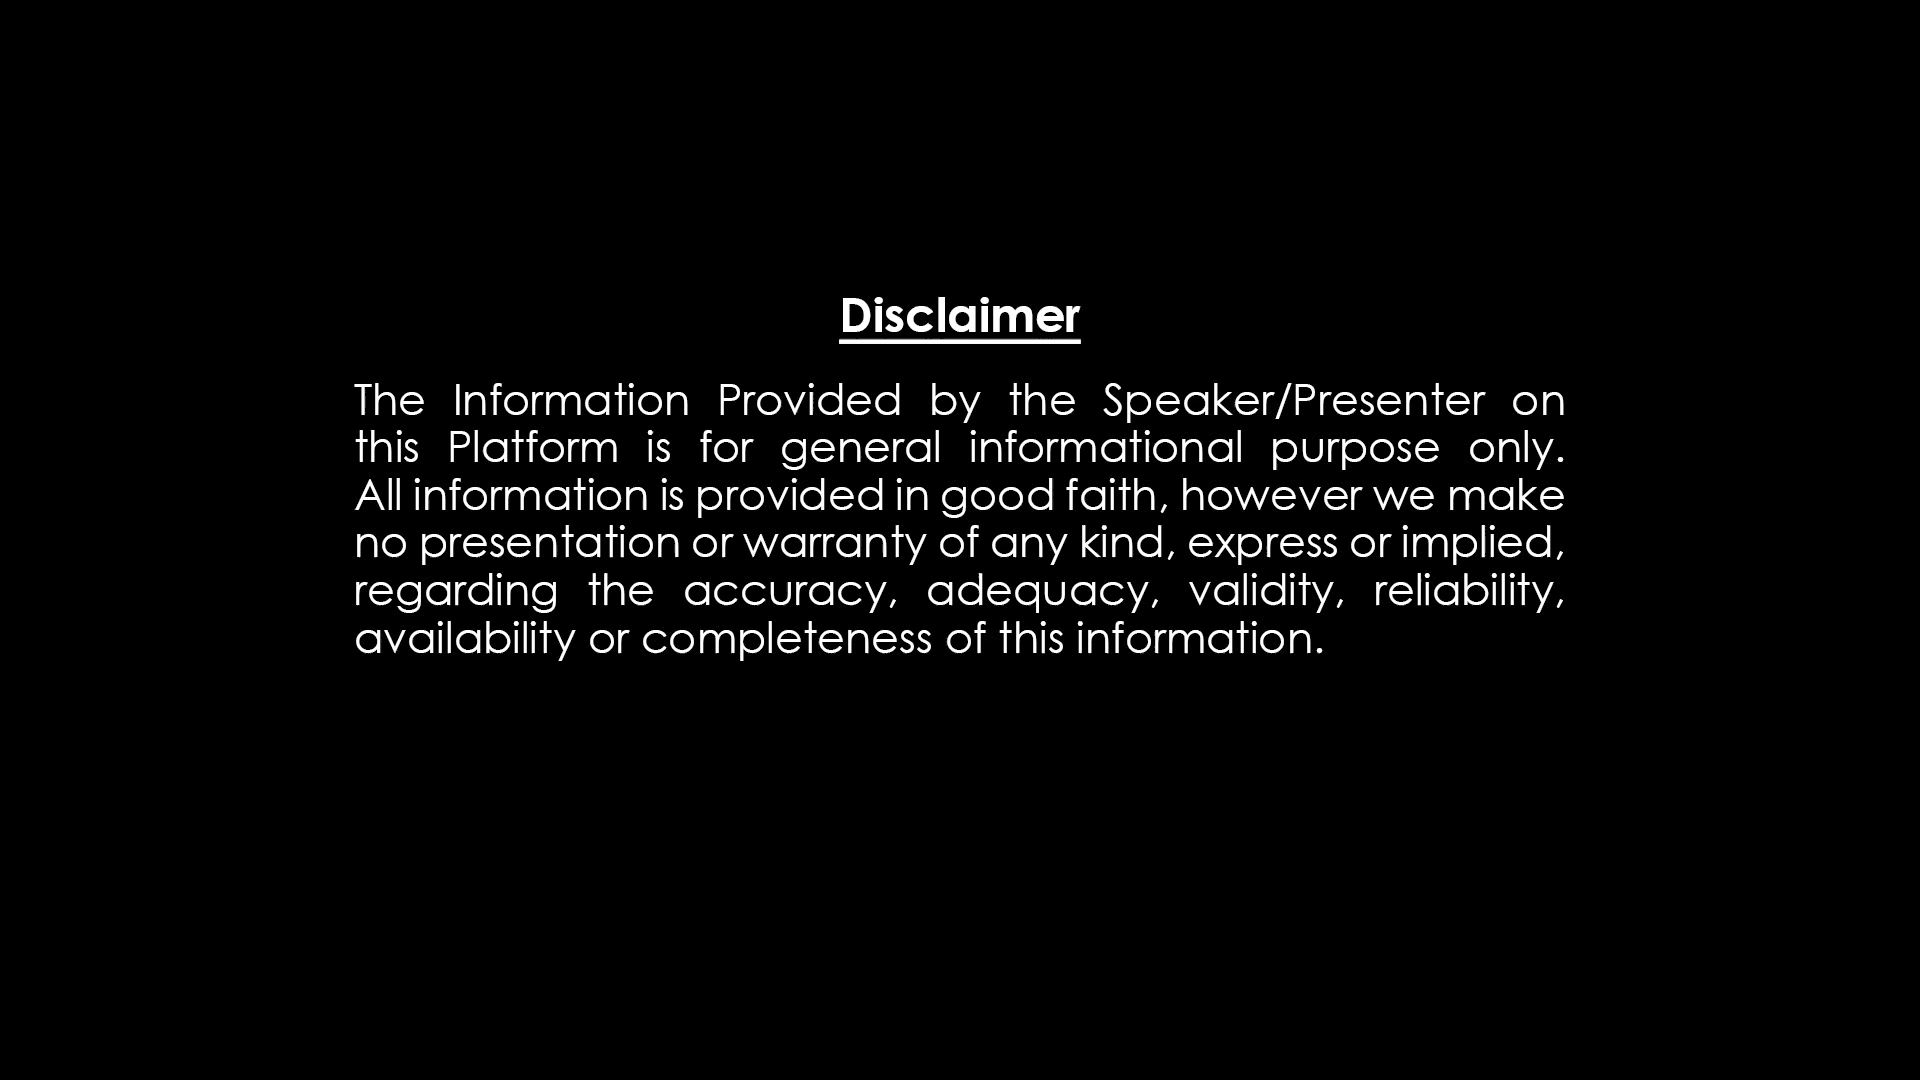 Disclaimer
The Information Provided by the Speaker/Presenter on
this Platform is for general informational purpose only.
All information is provided in good faith, however we make
no presentation or warranty of any kind, express or implied,
regarding the accuracy, adequacy, validity, reliability,
availability or completeness of this information.